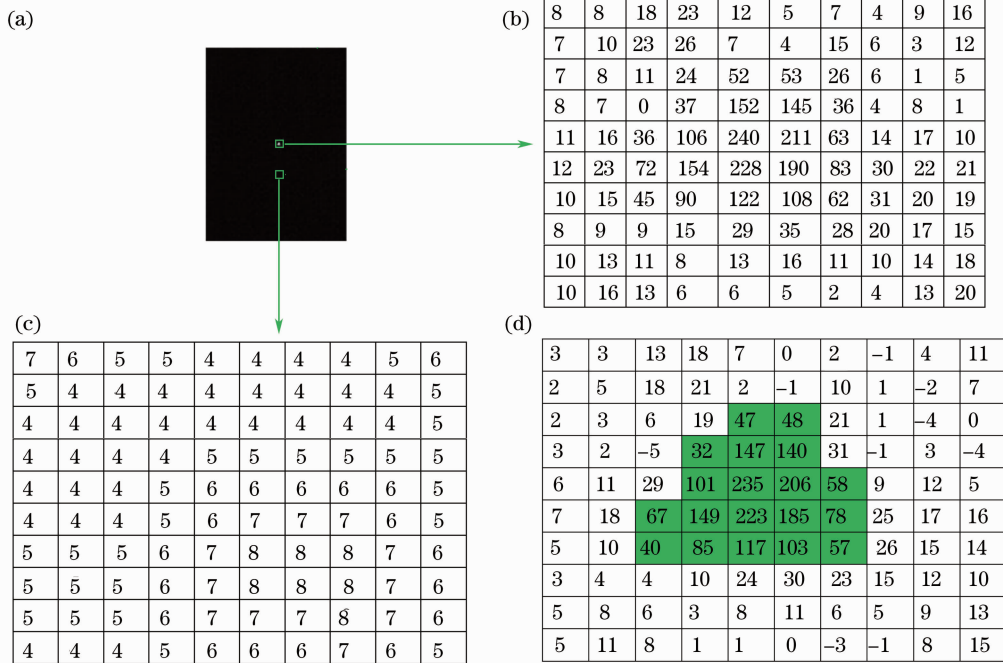 (a)
(b)
8 8 18 23 12 5 7 4 9 16
7 10 23 26 7 4 15 6 3 12
7 8 11 24 52 53 26 6 1 5
8 7 0 37 152 145 36 4 8 1
11 16 36 106 240 211 63 14 17 10
12 23 72 154 228 190 83 30 22 21
10 15 45 90 122 108 62 31 20 19
8 9 9 15 29 35 28 20 17 15
10 13 11 8 13 16 11 10 14 18
10 16 13 6 6 5 2 4 13 20
(c)
7 6 5 5 4 4 4 4 5 6
5 4 4 4 4 4 4 4 4 5
4 4 4 4 4 4 4 4 4 5
4 4 4 4 5 5 5 5 5 5
4 4 4 5 6 6 6 6 6 5
4 4 4 5 6 7 7 7 6 5
5 5 5 6 7 8 8 8 7 6
5 5 5 6 7 8 8 8 7 6
5 5 5 6 7 7 7 8 7 6
4 4 4 5 6 6 6 7 6 5
(d)
3 3 13 18 7 0 2 −1 4 11
2 5 18 21 2 −1 10 1 −2 7
2 3 6 19 47 48 21 1 −4 0
3 2 −5 32 147 140 31 −1 3 −4
6 11 29 101 235 206 58 9 12 5
7 18 67 149 223 185 78 25 17 16
5 10 40 85 117 103 57 26 15 14
3 4 4 10 24 30 23 15 12 10
5 8 6 3 8 11 6 5 9 13
5 11 8 1 1 0 −3 −1 8 15